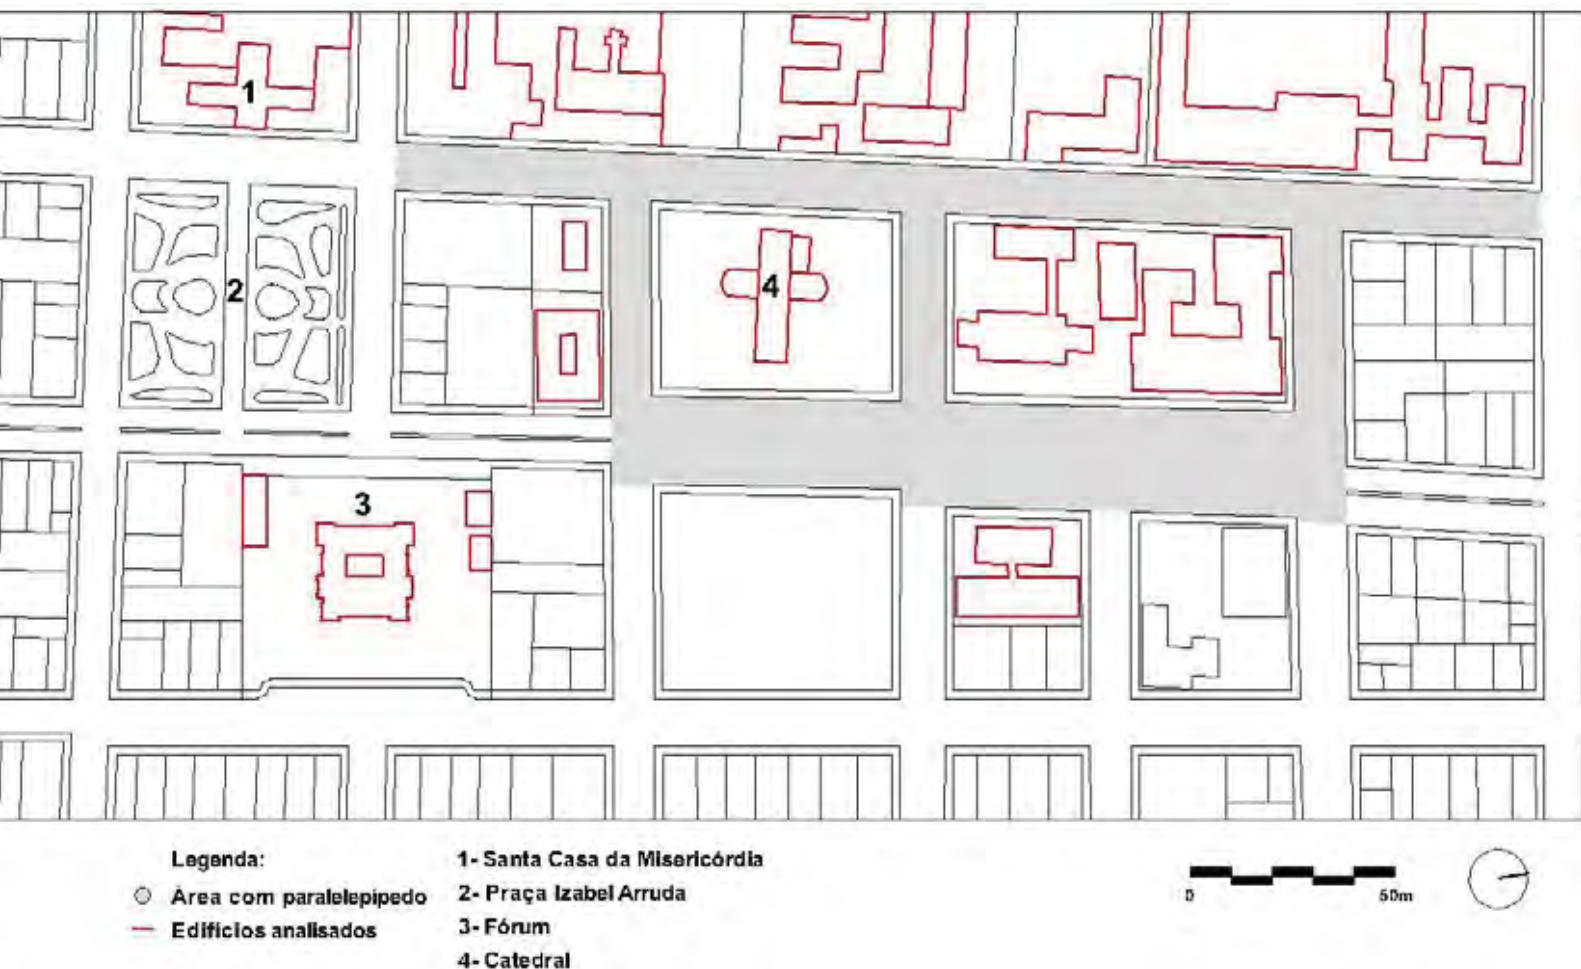 1
2
4
3
Legenda:
Área com paralelepípedo
Edifícios analisados
1- Santa Casa da Misericórdia
2- Praça Izabel Arruda
3- Fórum
4- Catedral
0 50m